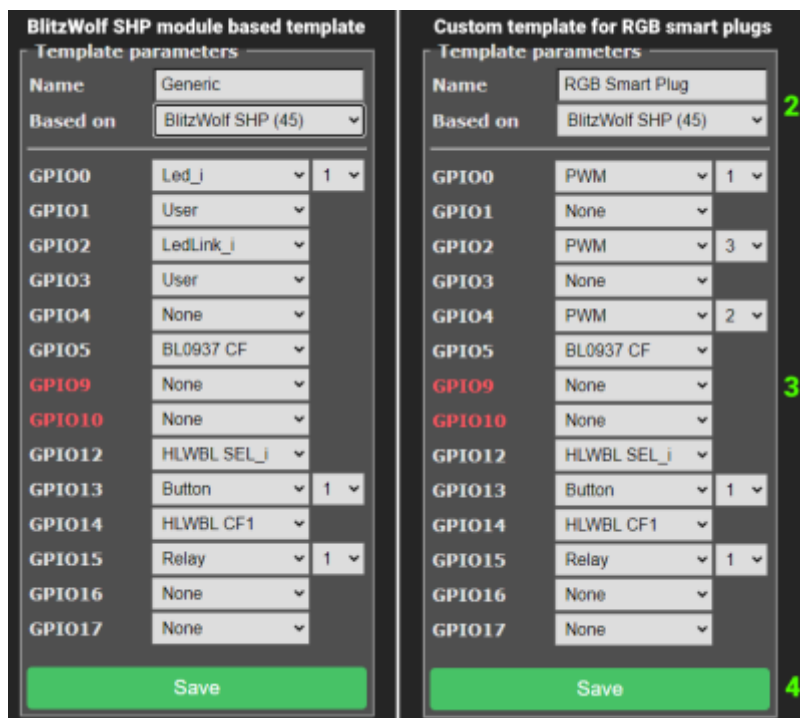 BlitzWolf SHP module based template
Template parameters
Name Generic
Based on BlitzWolf SHP (45)
GPIO0 Led_i 1
GPIO1 User
GPIO2 LedLink_i
GPIO3 User
GPIO4 None
GPIO5 BL0937 CF
GPIO9 None
GPIO10 None
GPIO12 HLWBL SEL_i
GPIO13 Button 1
GPIO14 HLWBL CF1
GPIO15 Relay 1
GPIO16 None
GPIO17 None
Save
Custom template for RGB smart plugs
Template parameters
Name RGB Smart Plug
Based on BlitzWolf SHP (45)
2
GPIO0 PWM 1
GPIO1 None
GPIO2 PWM 3
GPIO3 None
GPIO4 PWM 2
GPIO5 BL0937 CF
GPIO9 None
3
GPIO10 None
GPIO12 HLWBL SEL_i
GPIO13 Button 1
GPIO14 HLWBL CF1
GPIO15 Relay 1
GPIO16 None
GPIO17 None
Save
4